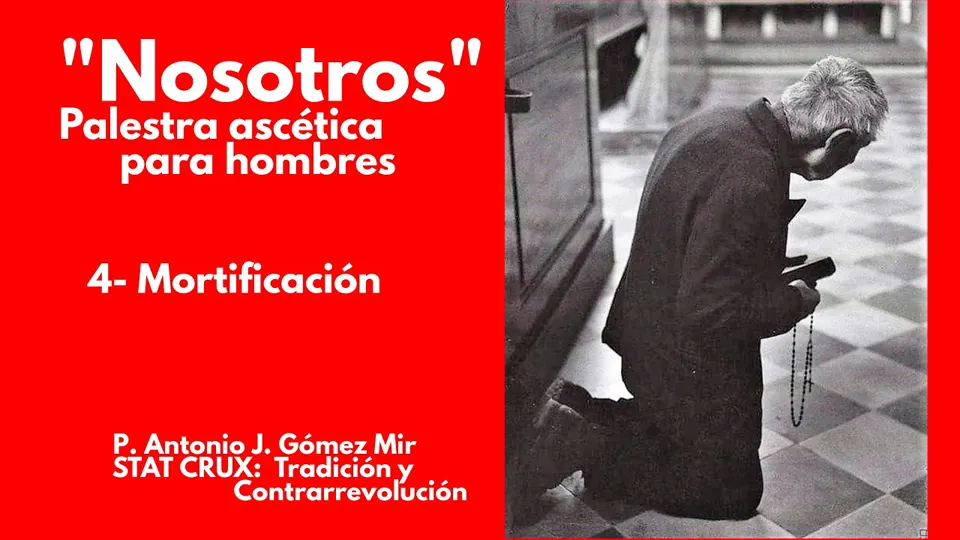 "Nosotros"
Palestra ascética
para hombres
4- Mortificación
P. Antonio J. Gómez Mir
STAT CRUX: Tradición y
Contrarrevolución